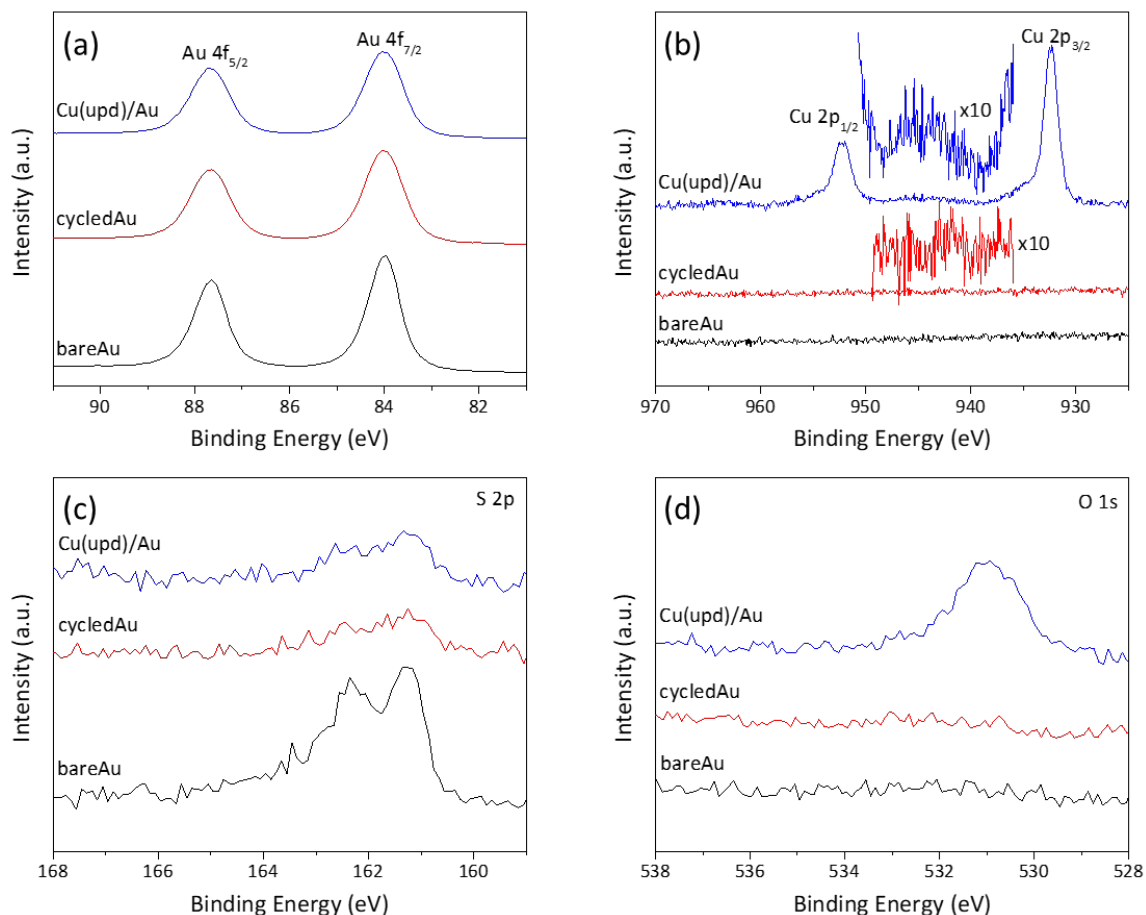 (a)
Au 4f5/2
Au 4f7/2
Cu(upd)/Au
cycledAu
bareAu
Intensity (a.u.)
90 88 86 84 82
Binding Energy (eV)
(b)
Cu 2p3/2
Cu 2p1/2
x10
Cu(upd)/Au
x10
cycledAu
bareAu
Intensity (a.u.)
970 960 950 940 930
Binding Energy (eV)
(c)
S 2p
Cu(upd)/Au
cycledAu
bareAu
Intensity (a.u.)
168 166 164 162 160
Binding Energy (eV)
(d)
O 1s
Cu(upd)/Au
cycledAu
bareAu
Intensity (a.u.)
538 536 534 532 530 528
Binding Energy (eV)